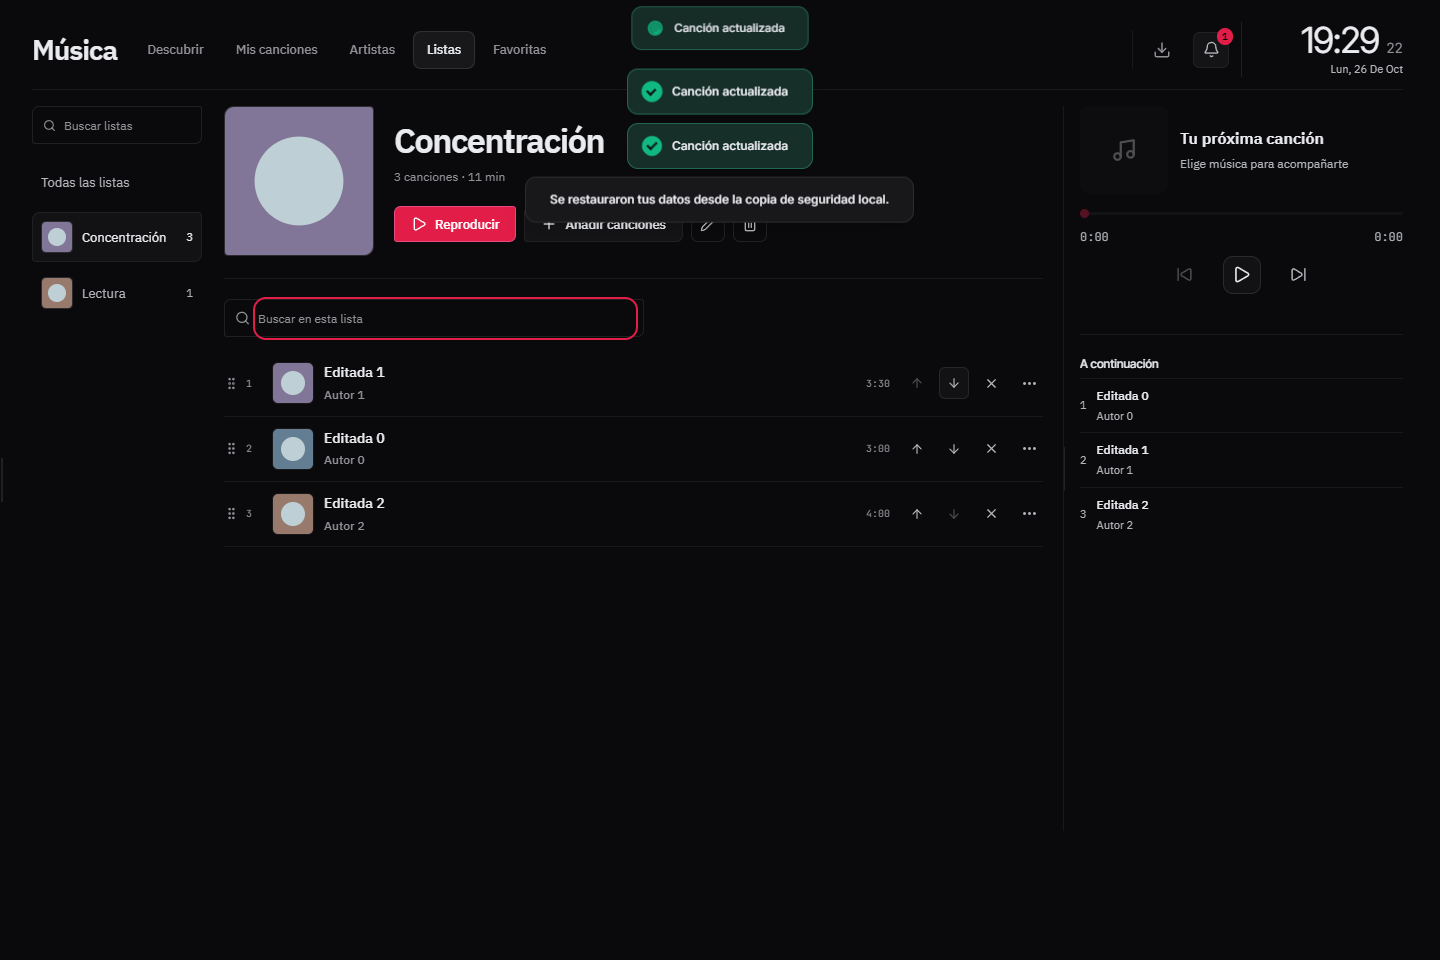 Música
Descubrir
Mis canciones
Artistas
Listas
Favoritas
Canción actualizada
Canción actualizada
Canción actualizada
Se restauraron tus datos desde la copia de seguridad local.
1
19:29 22
Lun, 26 De Oct
Buscar listas
Todas las listas
Concentración 3
Lectura 1
Concentración
3 canciones · 11 min
Reproducir
Añadir canciones
Buscar en esta lista
1
Editada 1
Autor 1
3:30
2
Editada 0
Autor 0
3:00
3
Editada 2
Autor 2
4:00
Tu próxima canción
Elige música para acompañarte
0:00
0:00
A continuación
1
Editada 0
Autor 0
2
Editada 1
Autor 1
3
Editada 2
Autor 2